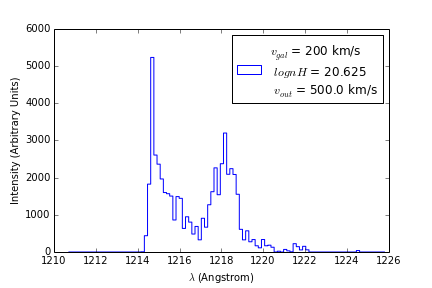 6000
5000
4000
3000
2000
1000
0
Intensity (Arbitrary Units)
v_gal = 200 km/s
lognH = 20.625
v_out = 500.0 km/s
1210 1212 1214 1216 1218 1220 1222 1224 1226
λ (Angstrom)